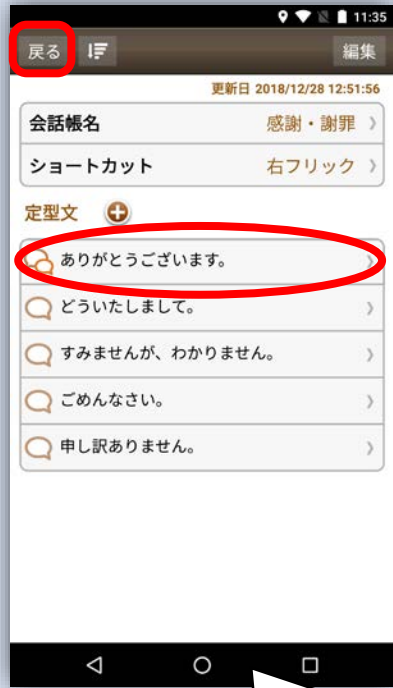 11:35
戻る 編集
更新日 2018/12/28 12:51:56
会話帳名 感謝・謝罪
ショートカット 右フリック
定型文
ありがとうございます。
どういたしまして。
すみませんが、わかりません。
ごめんなさい。
申し訳ありません。